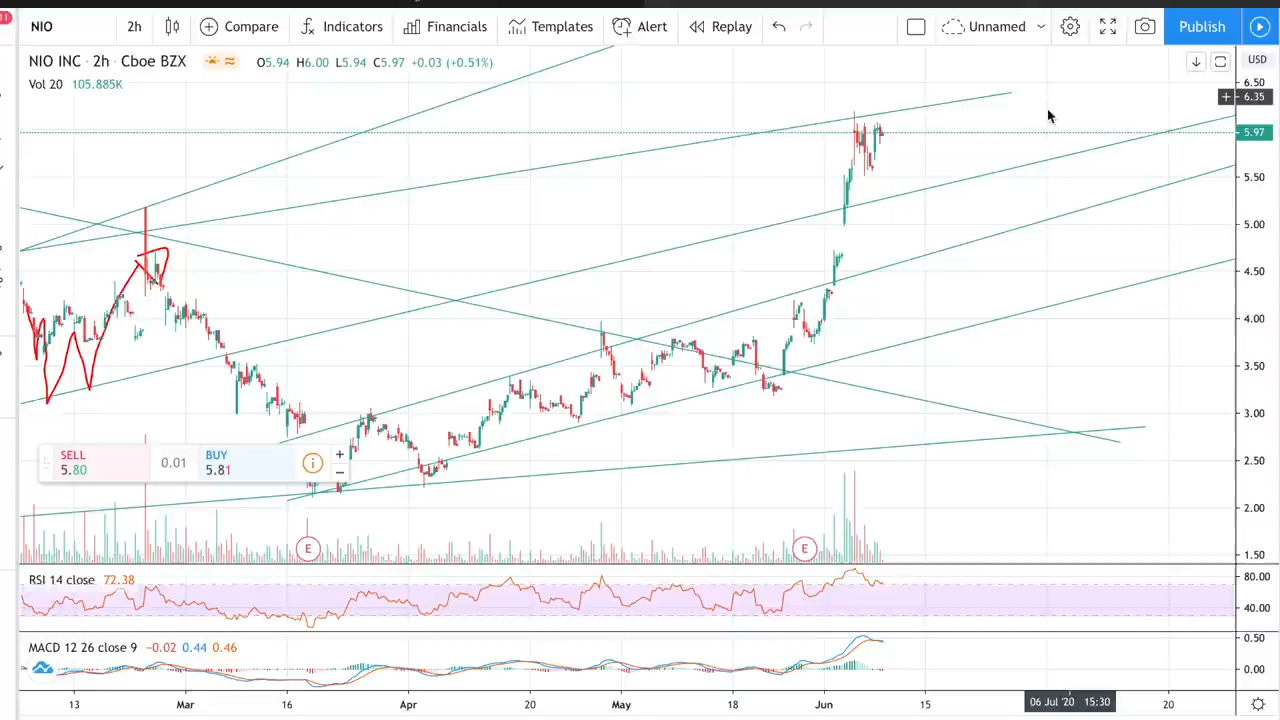 11
NIO 2h Compare Indicators Financials Templates Alert Replay Unnamed Publish
NIO INC · 2h · Cboe BZX O5.94 H6.00 L5.94 C5.97 +0.03 (+0.51%) USD
Vol 20 105.885K
6.50
+ 6.35
5.97
5.50
5.00
4.50
4.00
3.50
3.00
SELL 5.80 0.01 BUY 5.81 + −
2.50
2.00
E E
1.50
RSI 14 close 72.38 80.00
40.00
MACD 12 26 close 9 −0.02 0.44 0.46 0.50
0.00
13 Mar 16 Apr 20 May 18 Jun 15 06 Jul '20 15:30 20